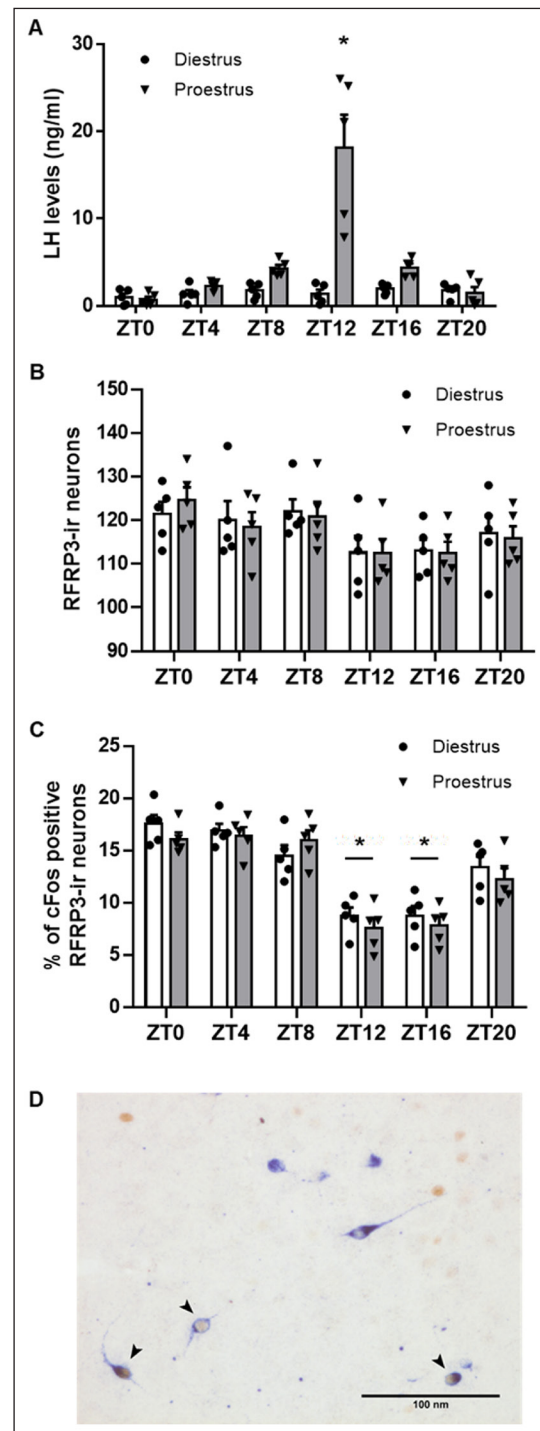 A
30
20
10
0
LH levels (ng/ml)
*
Diestrus
Proestrus
ZT0 ZT4 ZT8 ZT12 ZT16 ZT20
B
150
140
130
120
110
100
90
RFRP3-ir neurons
Diestrus
Proestrus
ZT0 ZT4 ZT8 ZT12 ZT16 ZT20
C
25
20
15
10
5
0
% of cFos positive
RFRP3-ir neurons
Diestrus
Proestrus
* *
ZT0 ZT4 ZT8 ZT12 ZT16 ZT20
D
100 nm